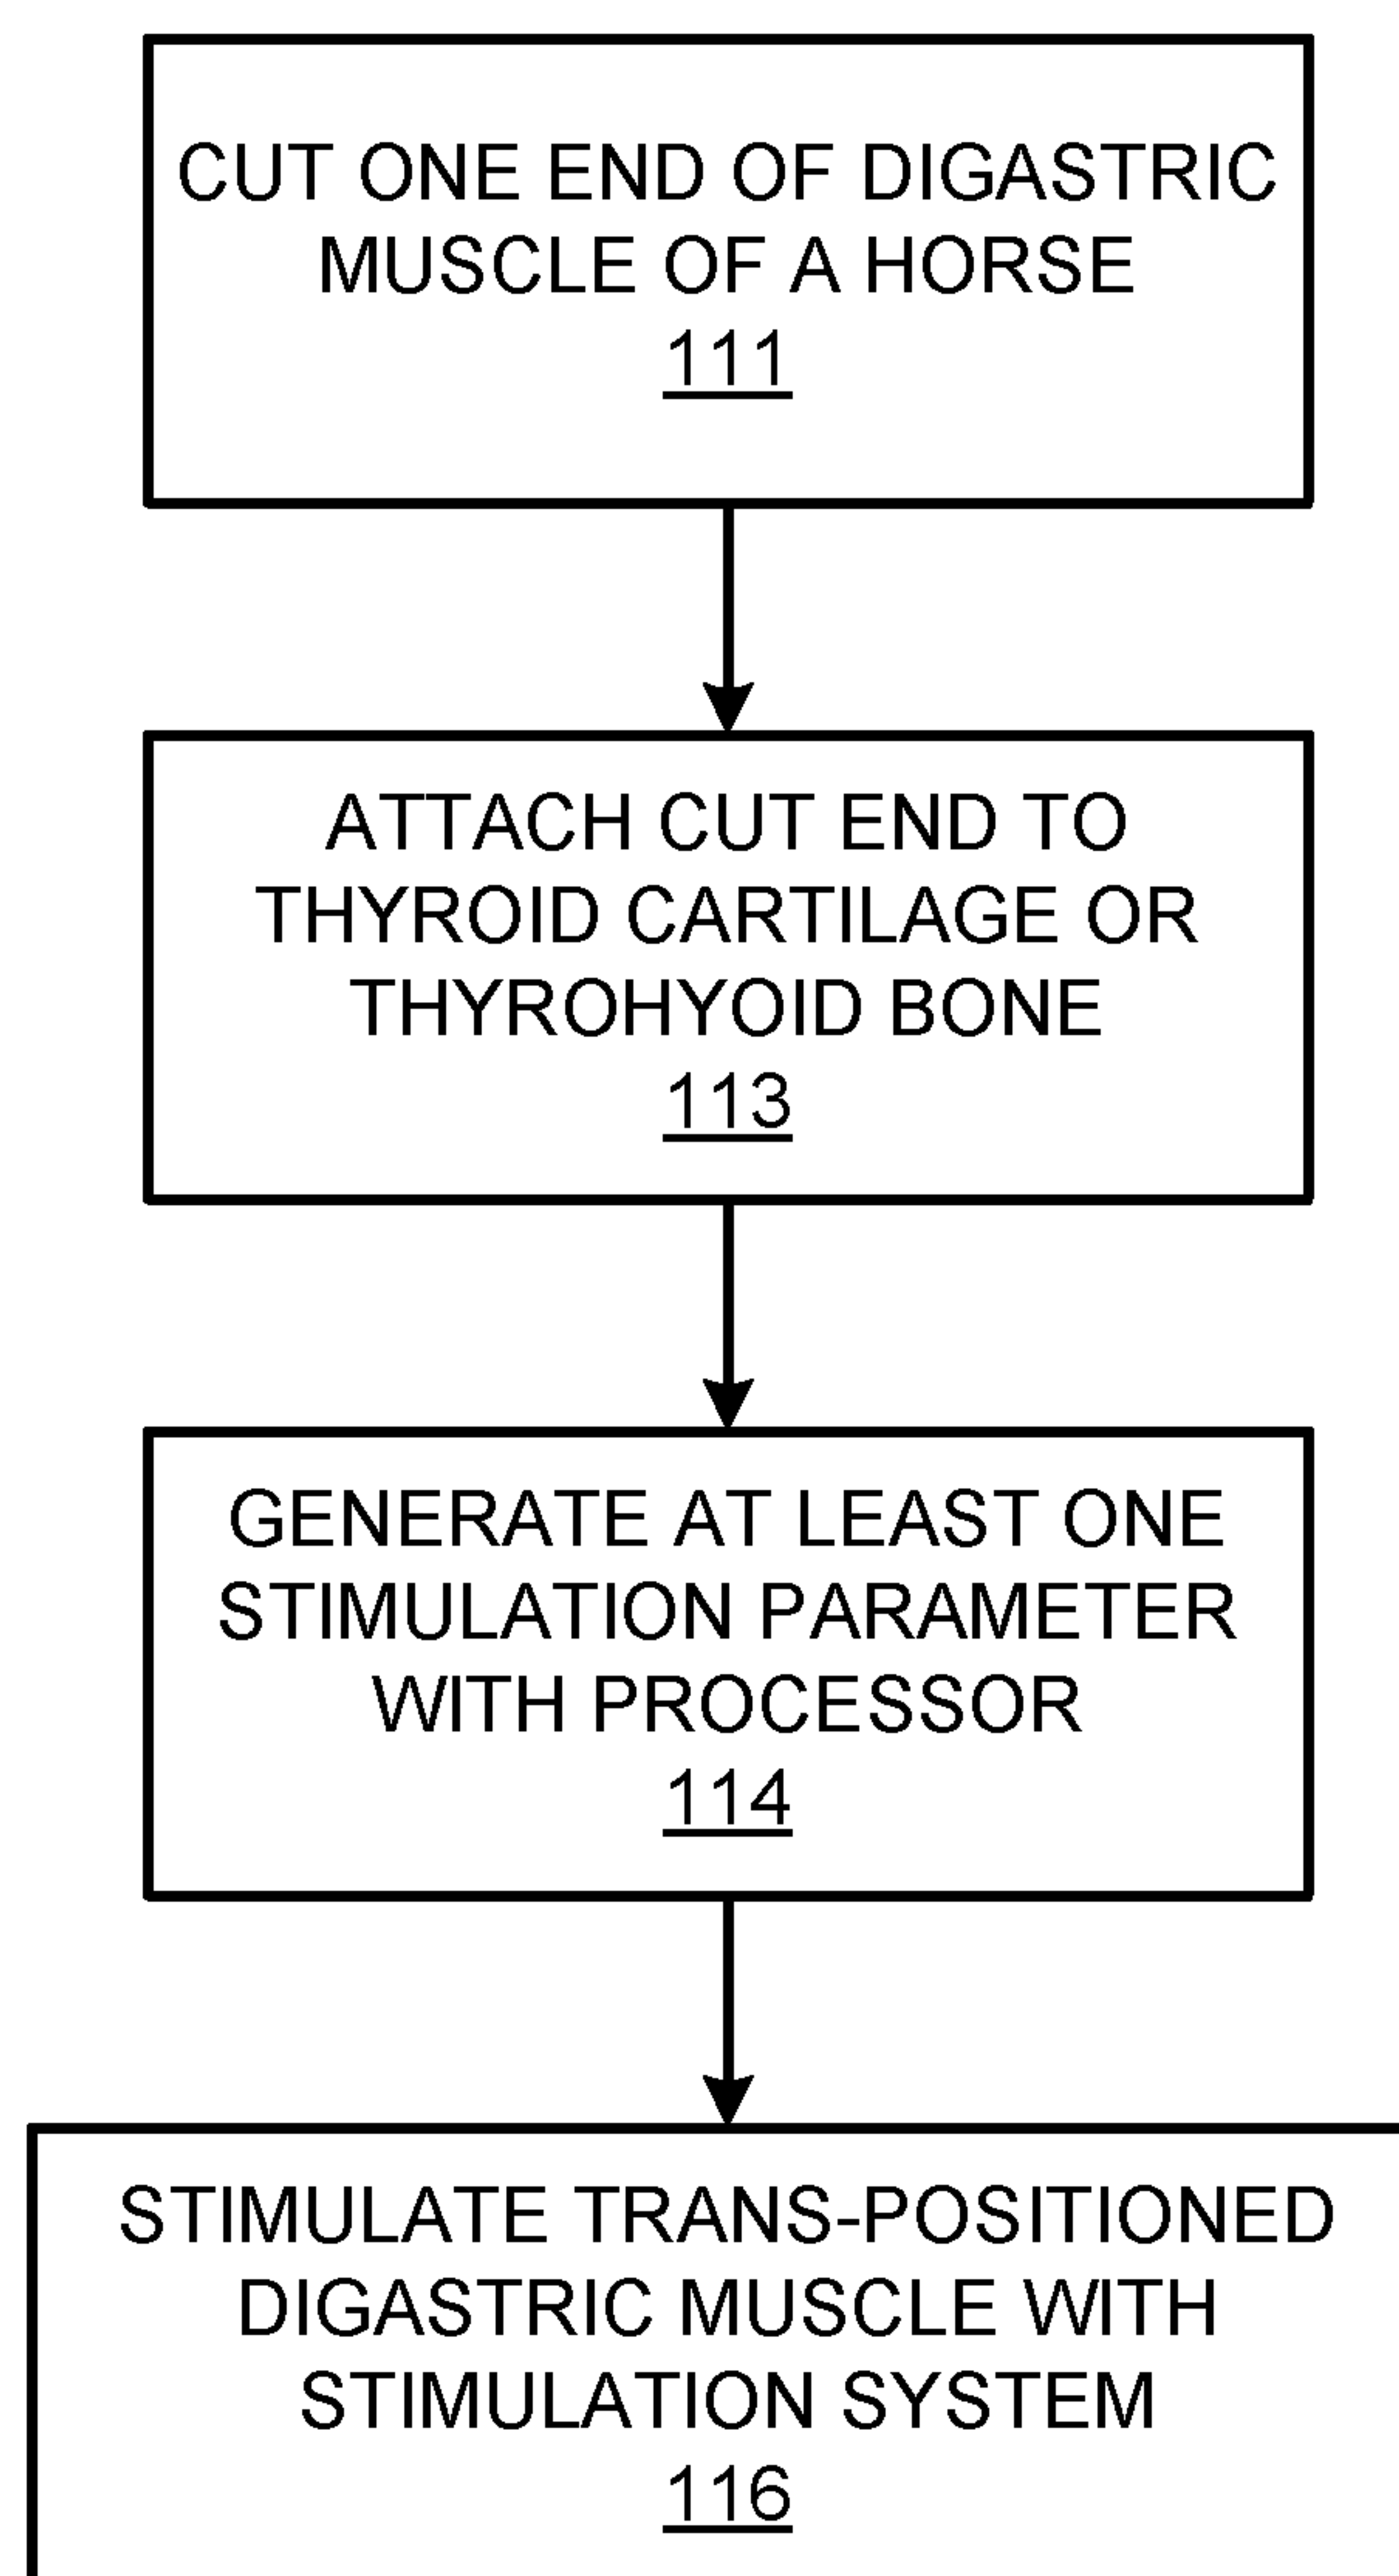 CUT ONE END OF DIGASTRIC
MUSCLE OF A HORSE
111
ATTACH CUT END TO
THYROID CARTILAGE OR
THYROHYOID BONE
113
GENERATE AT LEAST ONE
STIMULATION PARAMETER
WITH PROCESSOR
114
STIMULATE TRANS-POSITIONED
DIGASTRIC MUSCLE WITH
STIMULATION SYSTEM
116